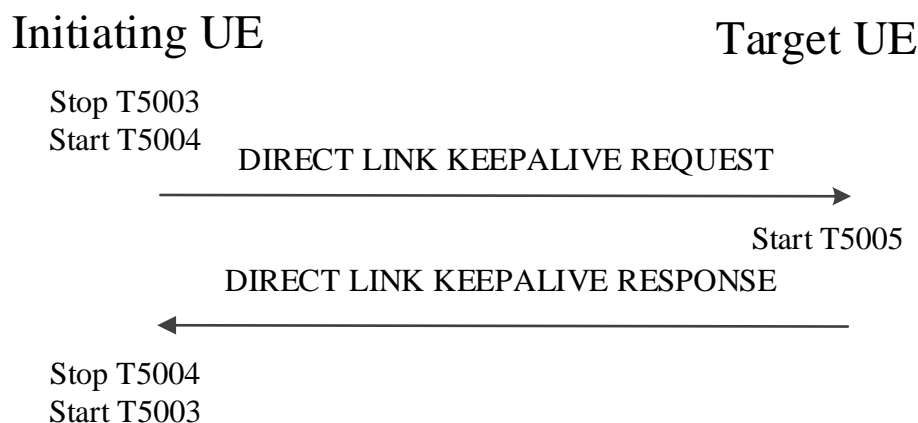 Initiating UE
Target UE
Stop T5003
Start T5004
DIRECT LINK KEEPALIVE REQUEST
Start T5005
DIRECT LINK KEEPALIVE RESPONSE
Stop T5004
Start T5003